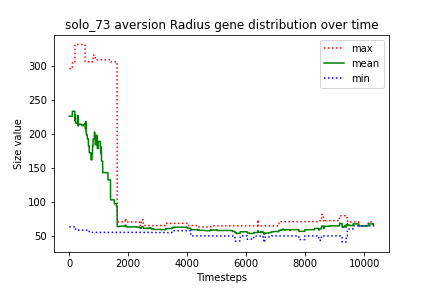 solo_73 aversion Radius gene distribution over time
max
mean
min
Size value
300
250
200
150
100
50
0
2000
4000
6000
8000
10000
Timesteps